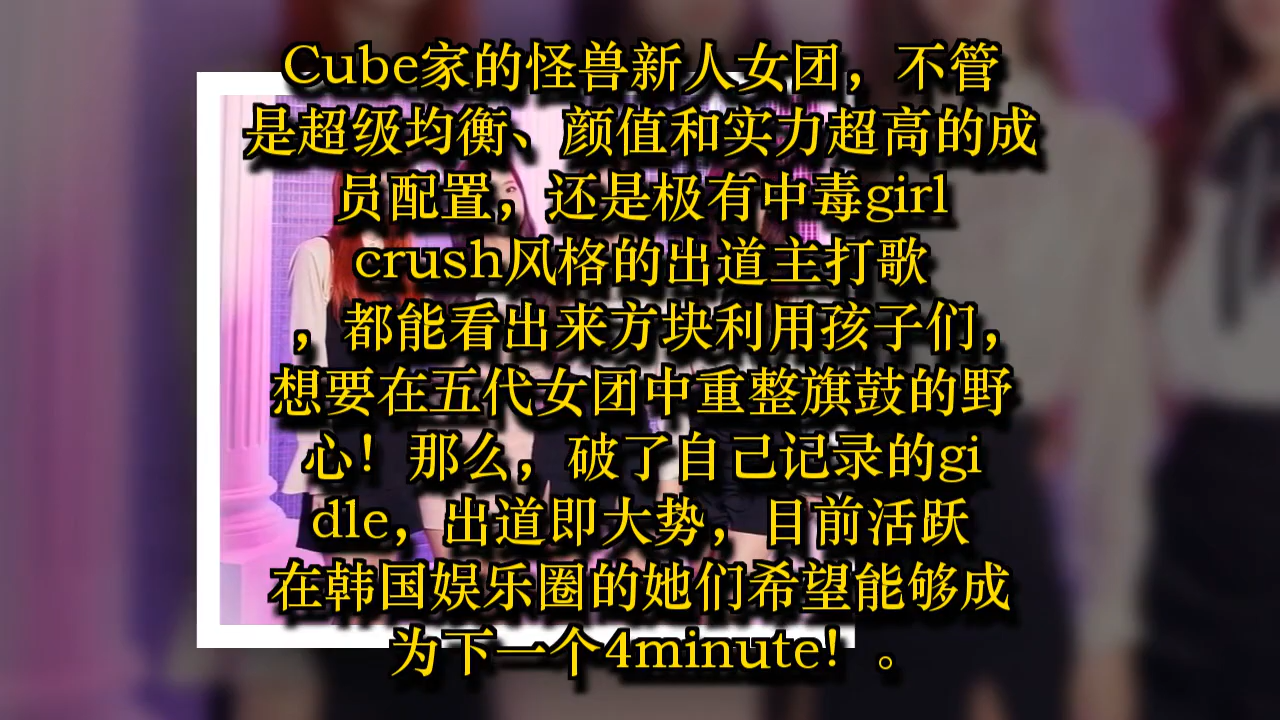 Cube家的怪兽新人女团，不管
是超级均衡、颜值和实力超高的成
员配置，还是极有中毒girl
crush风格的出道主打歌
，都能看出来方块利用孩子们，
想要在五代女团中重整旗鼓的野
心！那么，破了自己记录的gi
dle，出道即大势，目前活跃
在韩国娱乐圈的她们希望能够成
为下一个4minute！。